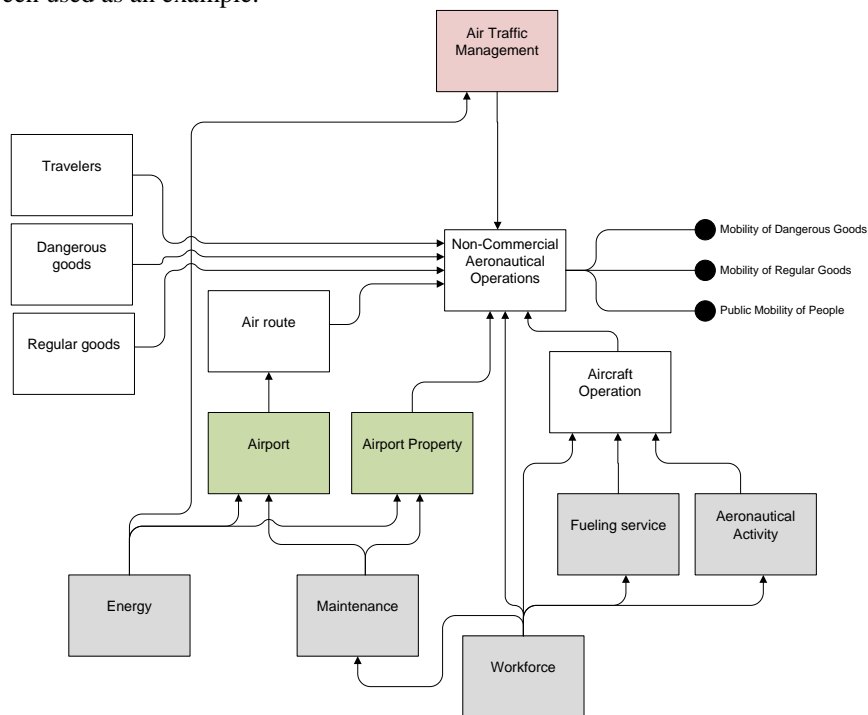 een used as an example.
Air Traffic
Management
Travelers
Dangerous
goods
Regular goods
Non-Commercial
Aeronautical
Operations
Mobility of Dangerous Goods
Mobility of Regular Goods
Public Mobility of People
Air route
Aircraft
Operation
Airport
Airport Property
Fueling service
Aeronautical
Activity
Energy
Maintenance
Workforce